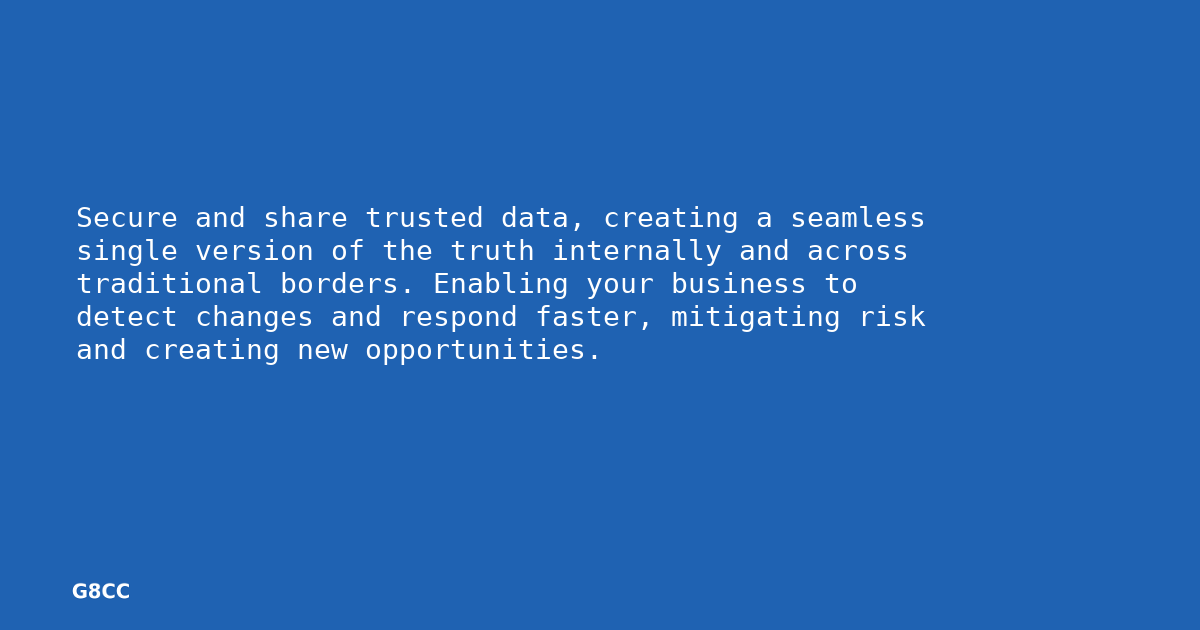 Secure and share trusted data, creating a seamless
single version of the truth internally and across
traditional borders. Enabling your business to
detect changes and respond faster, mitigating risk
and creating new opportunities.
G8CC